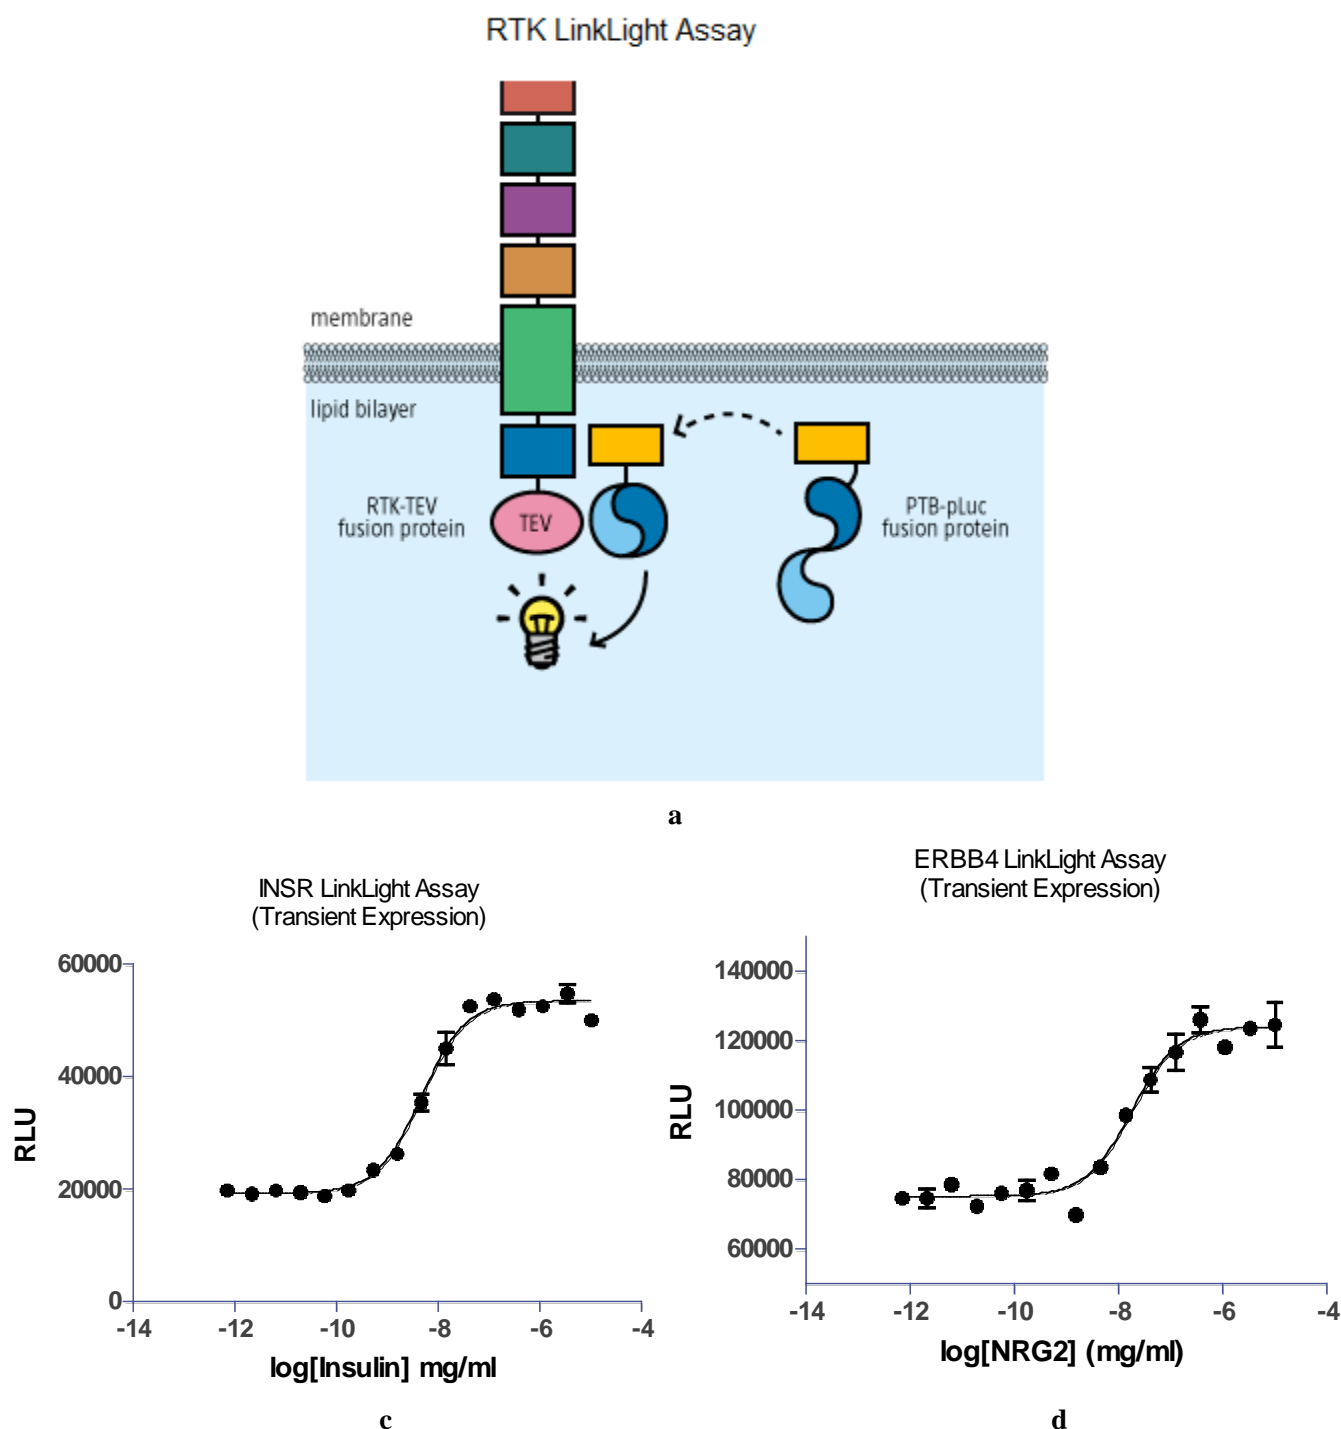 RTK LinkLight Assay
membrane
lipid bilayer
RTK-TEV
fusion protein
TEV
PTB-pLuc
fusion protein
a
INSR LinkLight Assay
(Transient Expression)
60000
40000
20000
0
RLU
-14 -12 -10 -8 -6 -4
log[Insulin] mg/ml
c
ERBB4 LinkLight Assay
(Transient Expression)
140000
120000
100000
80000
60000
RLU
-14 -12 -10 -8 -6 -4
log[NRG2] (mg/ml)
d